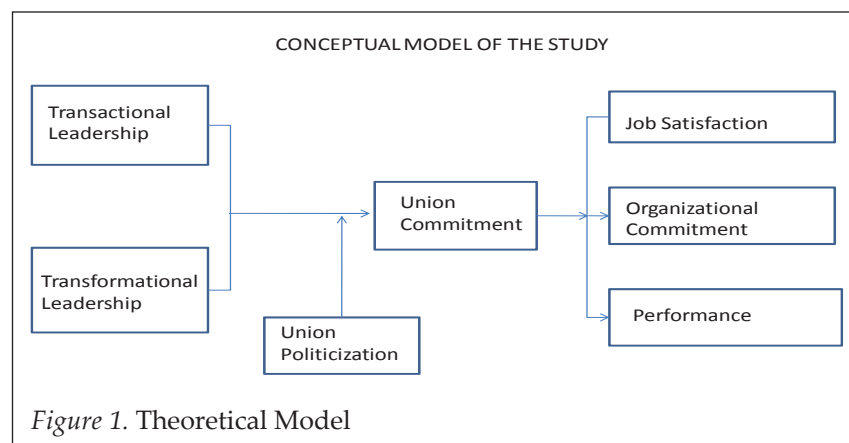 CONCEPTUAL MODEL OF THE STUDY
Transactional
Leadership
Transformational
Leadership
Union
Politicization
Union
Commitment
Job Satisfaction
Organizational
Commitment
Performance
Figure 1. Theoretical Model